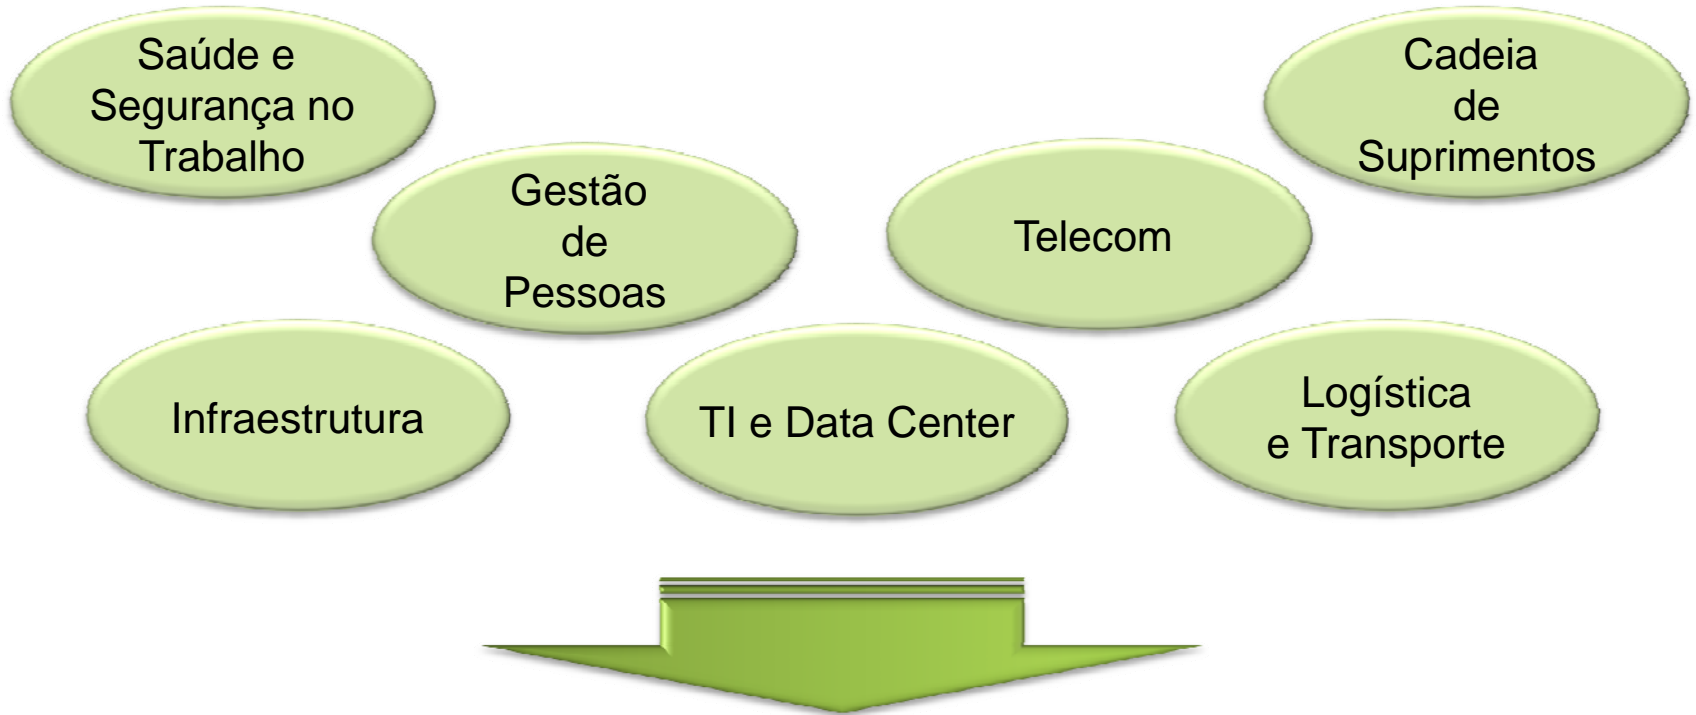 Saúde e
Segurança no
Trabalho
Gestão
de
Pessoas
Telecom
Cadeia
de
Suprimentos
Infraestrutura
TI e Data Center
Logística
e Transporte